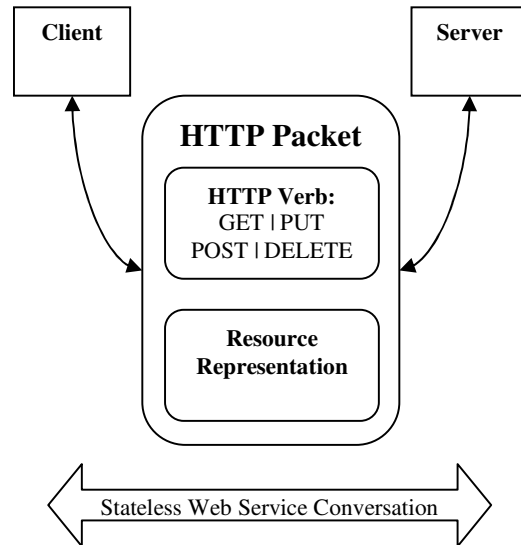 Client
Server
HTTP Packet
HTTP Verb:
GET | PUT
POST | DELETE
Resource
Representation
Stateless Web Service Conversation